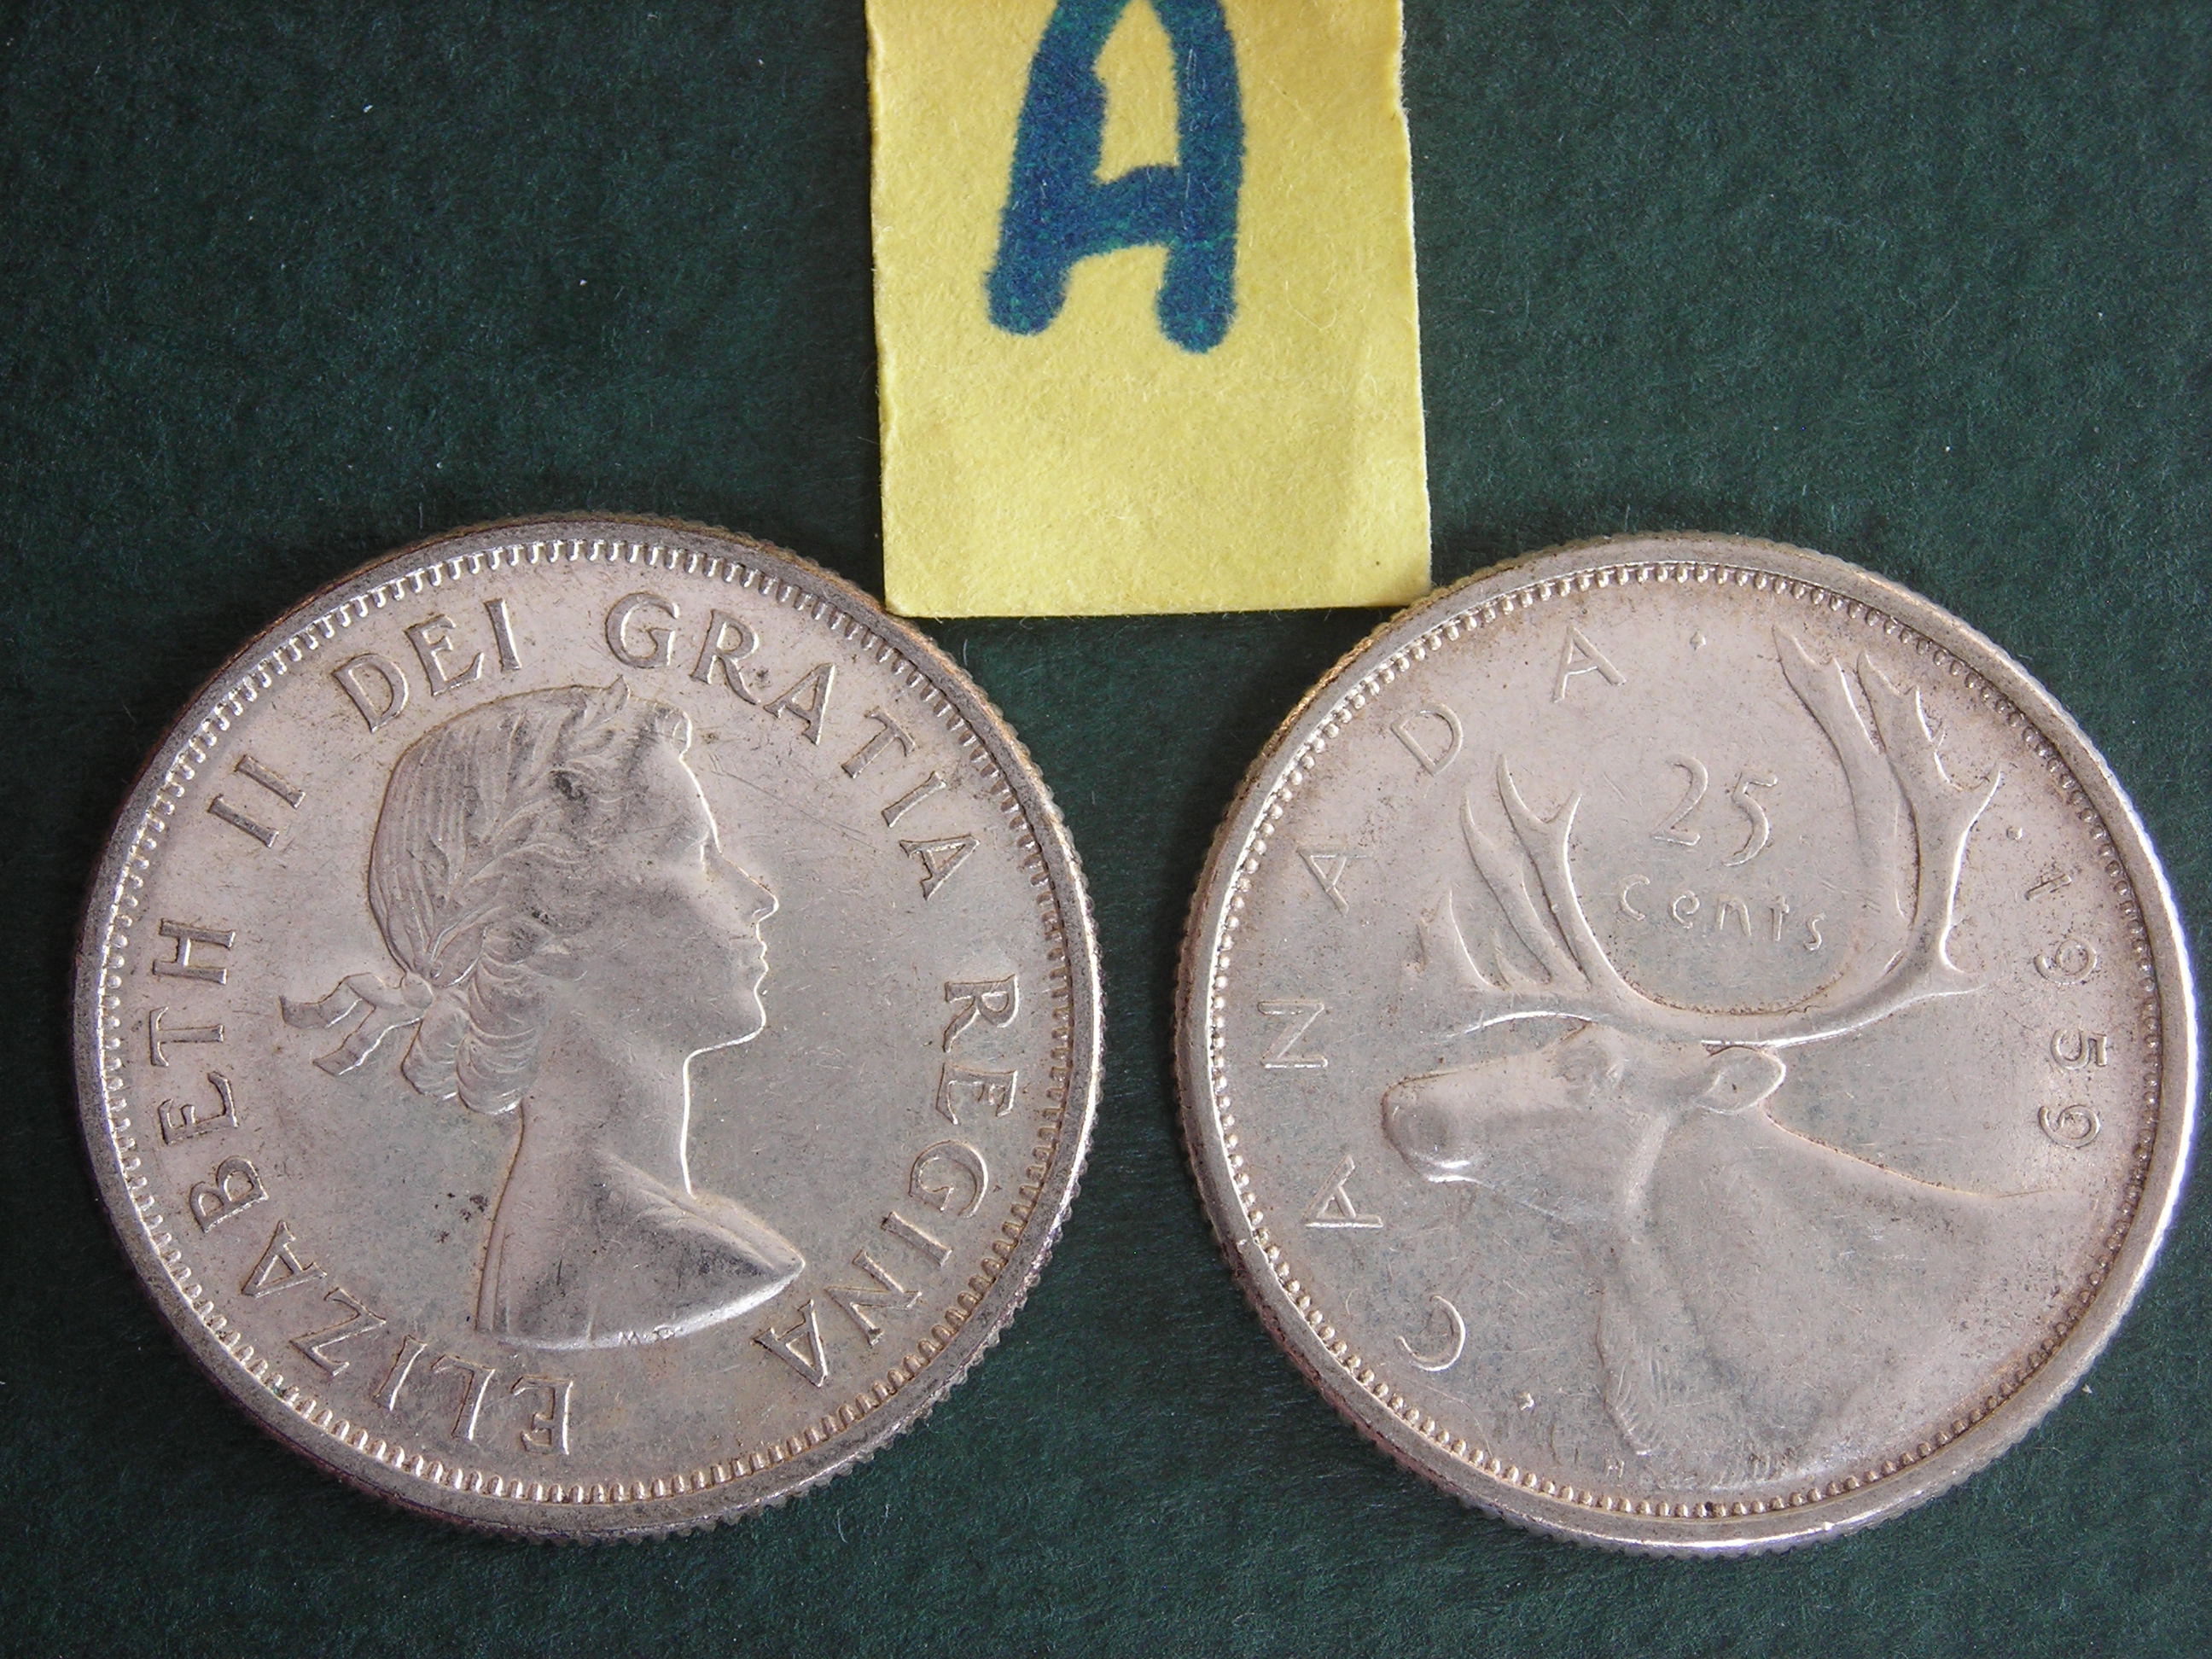 A
ELIZABETH II DEI GRATIA REGINA
CANADA
1959
25
cents